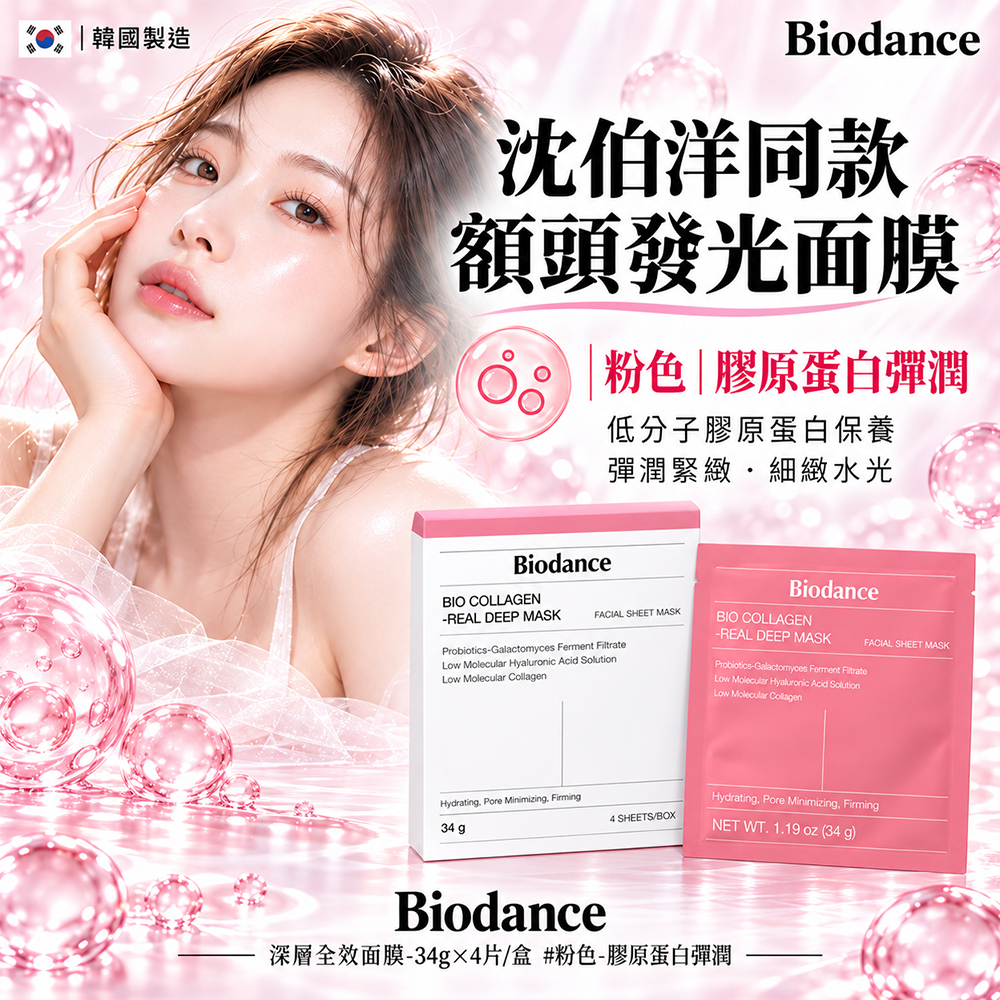 韓國製造
Biodance
沈伯洋同款
額頭發光面膜
粉色 膠原蛋白彈潤
低分子膠原蛋白保養
彈潤緊緻・細緻水光
Biodance
BIO COLLAGEN
-REAL DEEP MASK FACIAL SHEET MASK
Probiotics-Galactomyces Ferment Filtrate
Low Molecular Hyaluronic Acid Solution
Low Molecular Collagen
Hydrating, Pore Minimizing, Firming
34 g 4 SHEETS/BOX
Biodance
BIO COLLAGEN
-REAL DEEP MASK FACIAL SHEET MASK
Probiotics-Galactomyces Ferment Filtrate
Low Molecular Hyaluronic Acid Solution
Low Molecular Collagen
Hydrating, Pore Minimizing, Firming
NET WT. 1.19 oz (34 g)
Biodance
深層全效面膜-34g×4片/盒 #粉色-膠原蛋白彈潤